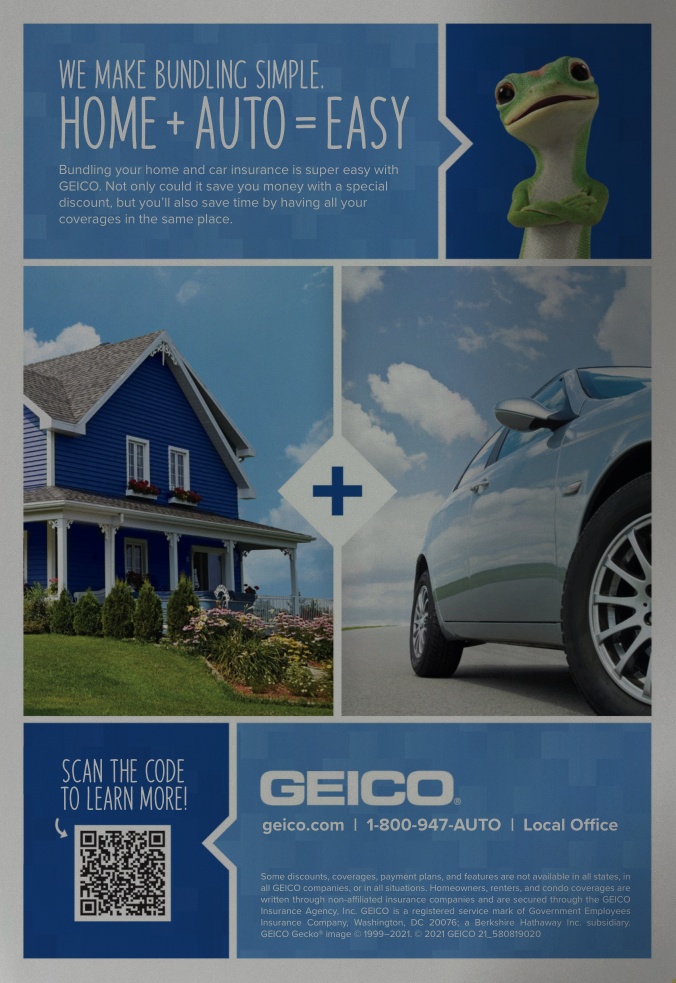 WE MAKE BUNDLING SIMPLE.
HOME + AUTO = EASY
Bundling your home and car insurance is super easy with
GEICO. Not only could it save you money with a special
discount, but you'll also save time by having all your
coverages in the same place.
+
SCAN THE CODE
TO LEARN MORE!
GEICO®
geico.com | 1-800-947-AUTO | Local Office
Some discounts, coverages, payment plans, and features are not available in all states, in
all GEICO companies, or in all situations. Homeowners, renters, and condo coverages are
written through non-affiliated insurance companies and are secured through the GEICO
Insurance Agency, Inc. GEICO is a registered service mark of Government Employees
Insurance Company, Washington, DC 20076; a Berkshire Hathaway Inc. subsidiary.
GEICO Gecko® image © 1999–2021. © 2021 GEICO 21_580819020